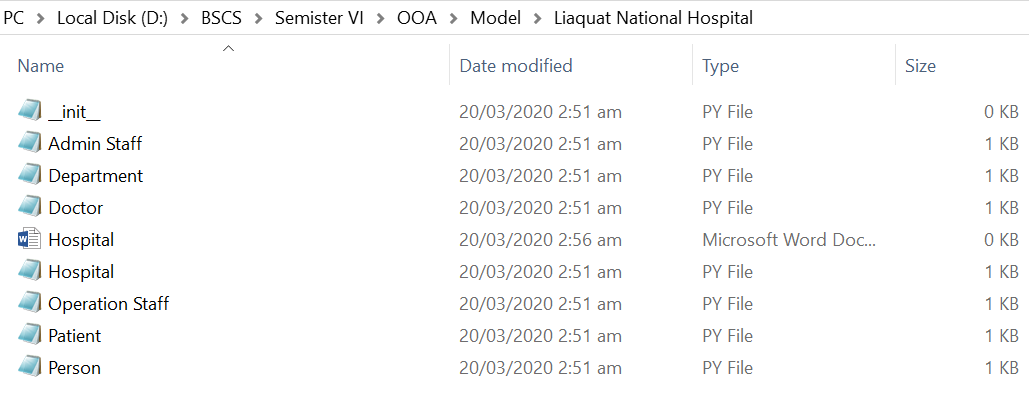 PC > Local Disk (D:) > BSCS > Semister VI > OOA > Model > Liaquat National Hospital
Name Date modified Type Size
__init__ 20/03/2020 2:51 am PY File 0 KB
Admin Staff 20/03/2020 2:51 am PY File 1 KB
Department 20/03/2020 2:51 am PY File 1 KB
Doctor 20/03/2020 2:51 am PY File 1 KB
Hospital 20/03/2020 2:56 am Microsoft Word Doc... 0 KB
Hospital 20/03/2020 2:51 am PY File 1 KB
Operation Staff 20/03/2020 2:51 am PY File 1 KB
Patient 20/03/2020 2:51 am PY File 1 KB
Person 20/03/2020 2:51 am PY File 1 KB